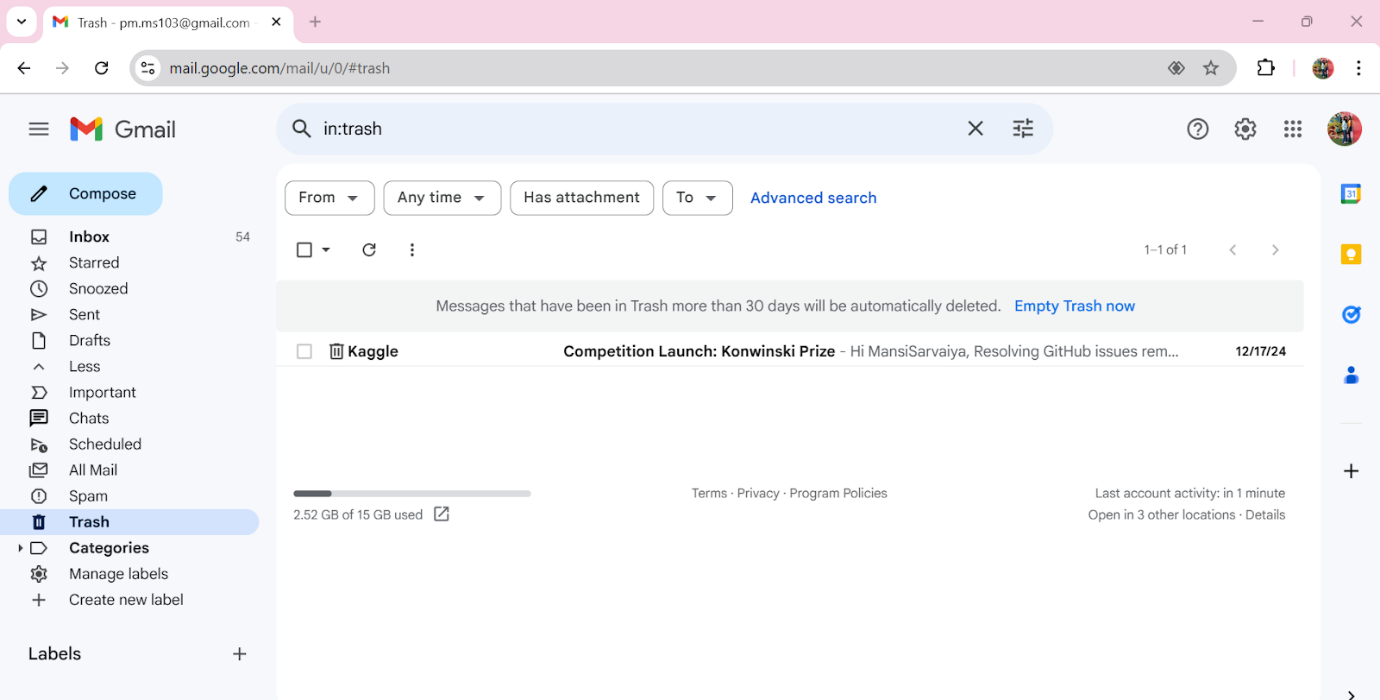 Trash - pm.ms103@gmail.com -
mail.google.com/mail/u/0/#trash
Gmail
in:trash
Compose
Inbox 54
Starred
Snoozed
Sent
Drafts
Less
Important
Chats
Scheduled
All Mail
Spam
Trash
Categories
Manage labels
Create new label
Labels
From Any time Has attachment To Advanced search
1–1 of 1
Messages that have been in Trash more than 30 days will be automatically deleted. Empty Trash now
Kaggle Competition Launch: Konwinski Prize - Hi MansiSarvaiya, Resolving GitHub issues rem... 12/17/24
2.52 GB of 15 GB used
Terms · Privacy · Program Policies
Last account activity: in 1 minute
Open in 3 other locations · Details
31